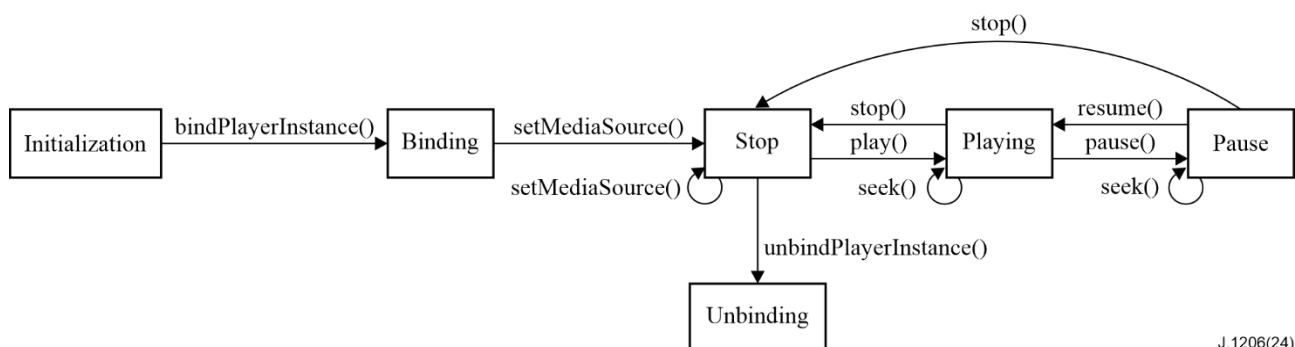 stop()
Initialization
bindPlayerInstance()
Binding
setMediaSource()
Stop
stop()
play()
Playing
resume()
pause()
Pause
setMediaSource()
seek()
seek()
unbindPlayerInstance()
Unbinding
J.1206(24)